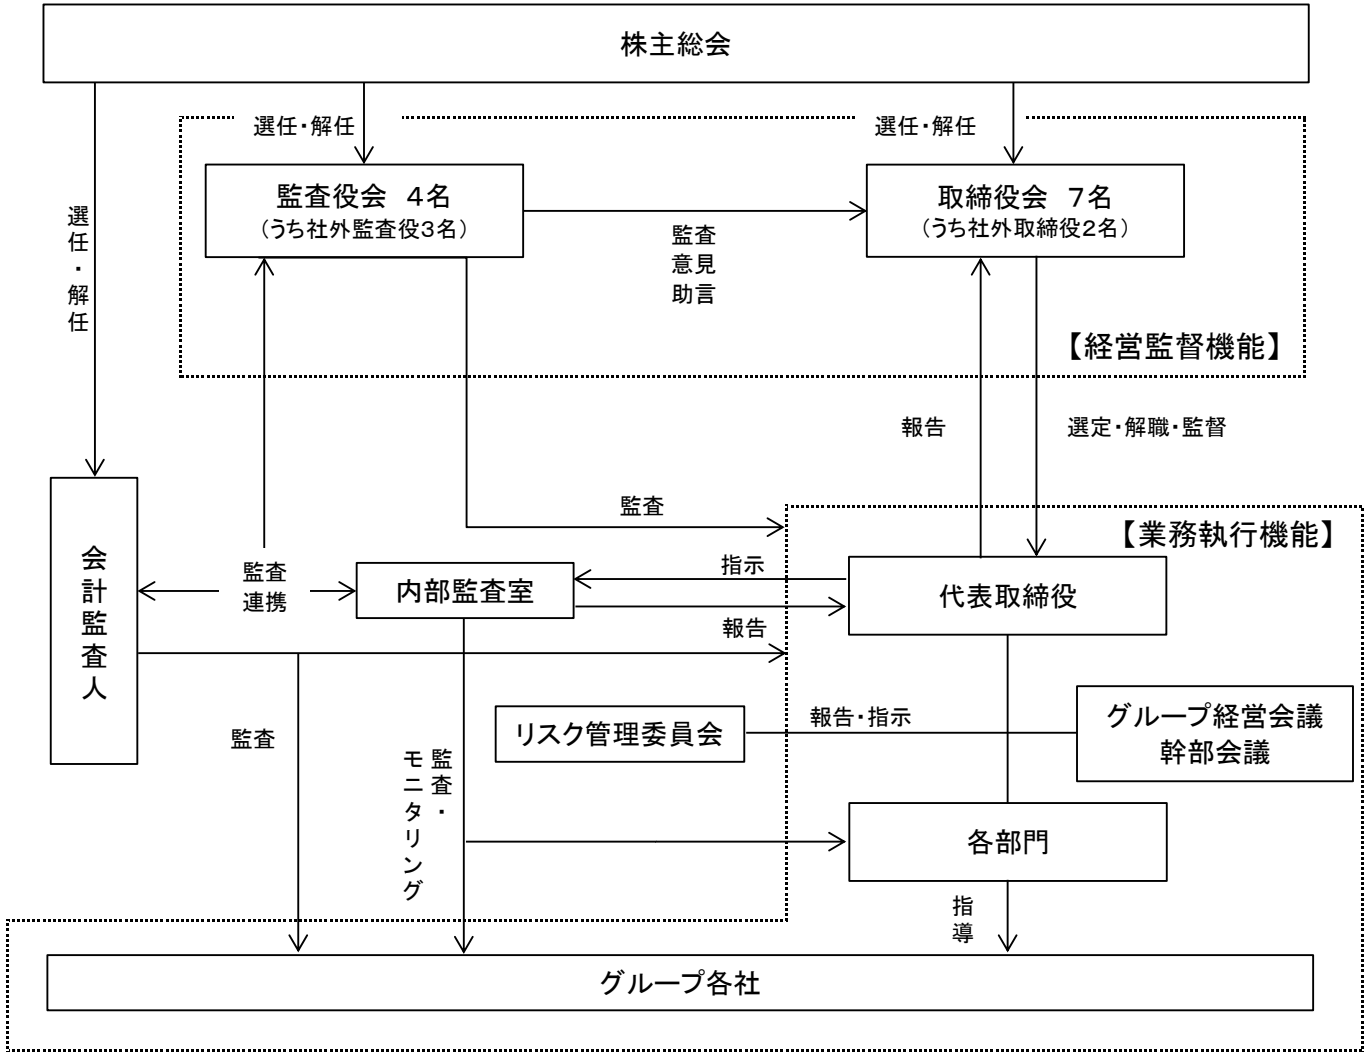 株主総会
選任・解任
選任・解任
選任・解任
監査役会　４名
（うち社外監査役３名）
取締役会　７名
（うち社外取締役２名）
監査
意見
助言
【経営監督機能】
報告
選定・解職・監督
監査
【業務執行機能】
会計監査人
監査
連携
内部監査室
指示
報告
代表取締役
リスク管理委員会
報告・指示
グループ経営会議
幹部会議
監査
監査・
モニタリング
各部門
指導
グループ各社